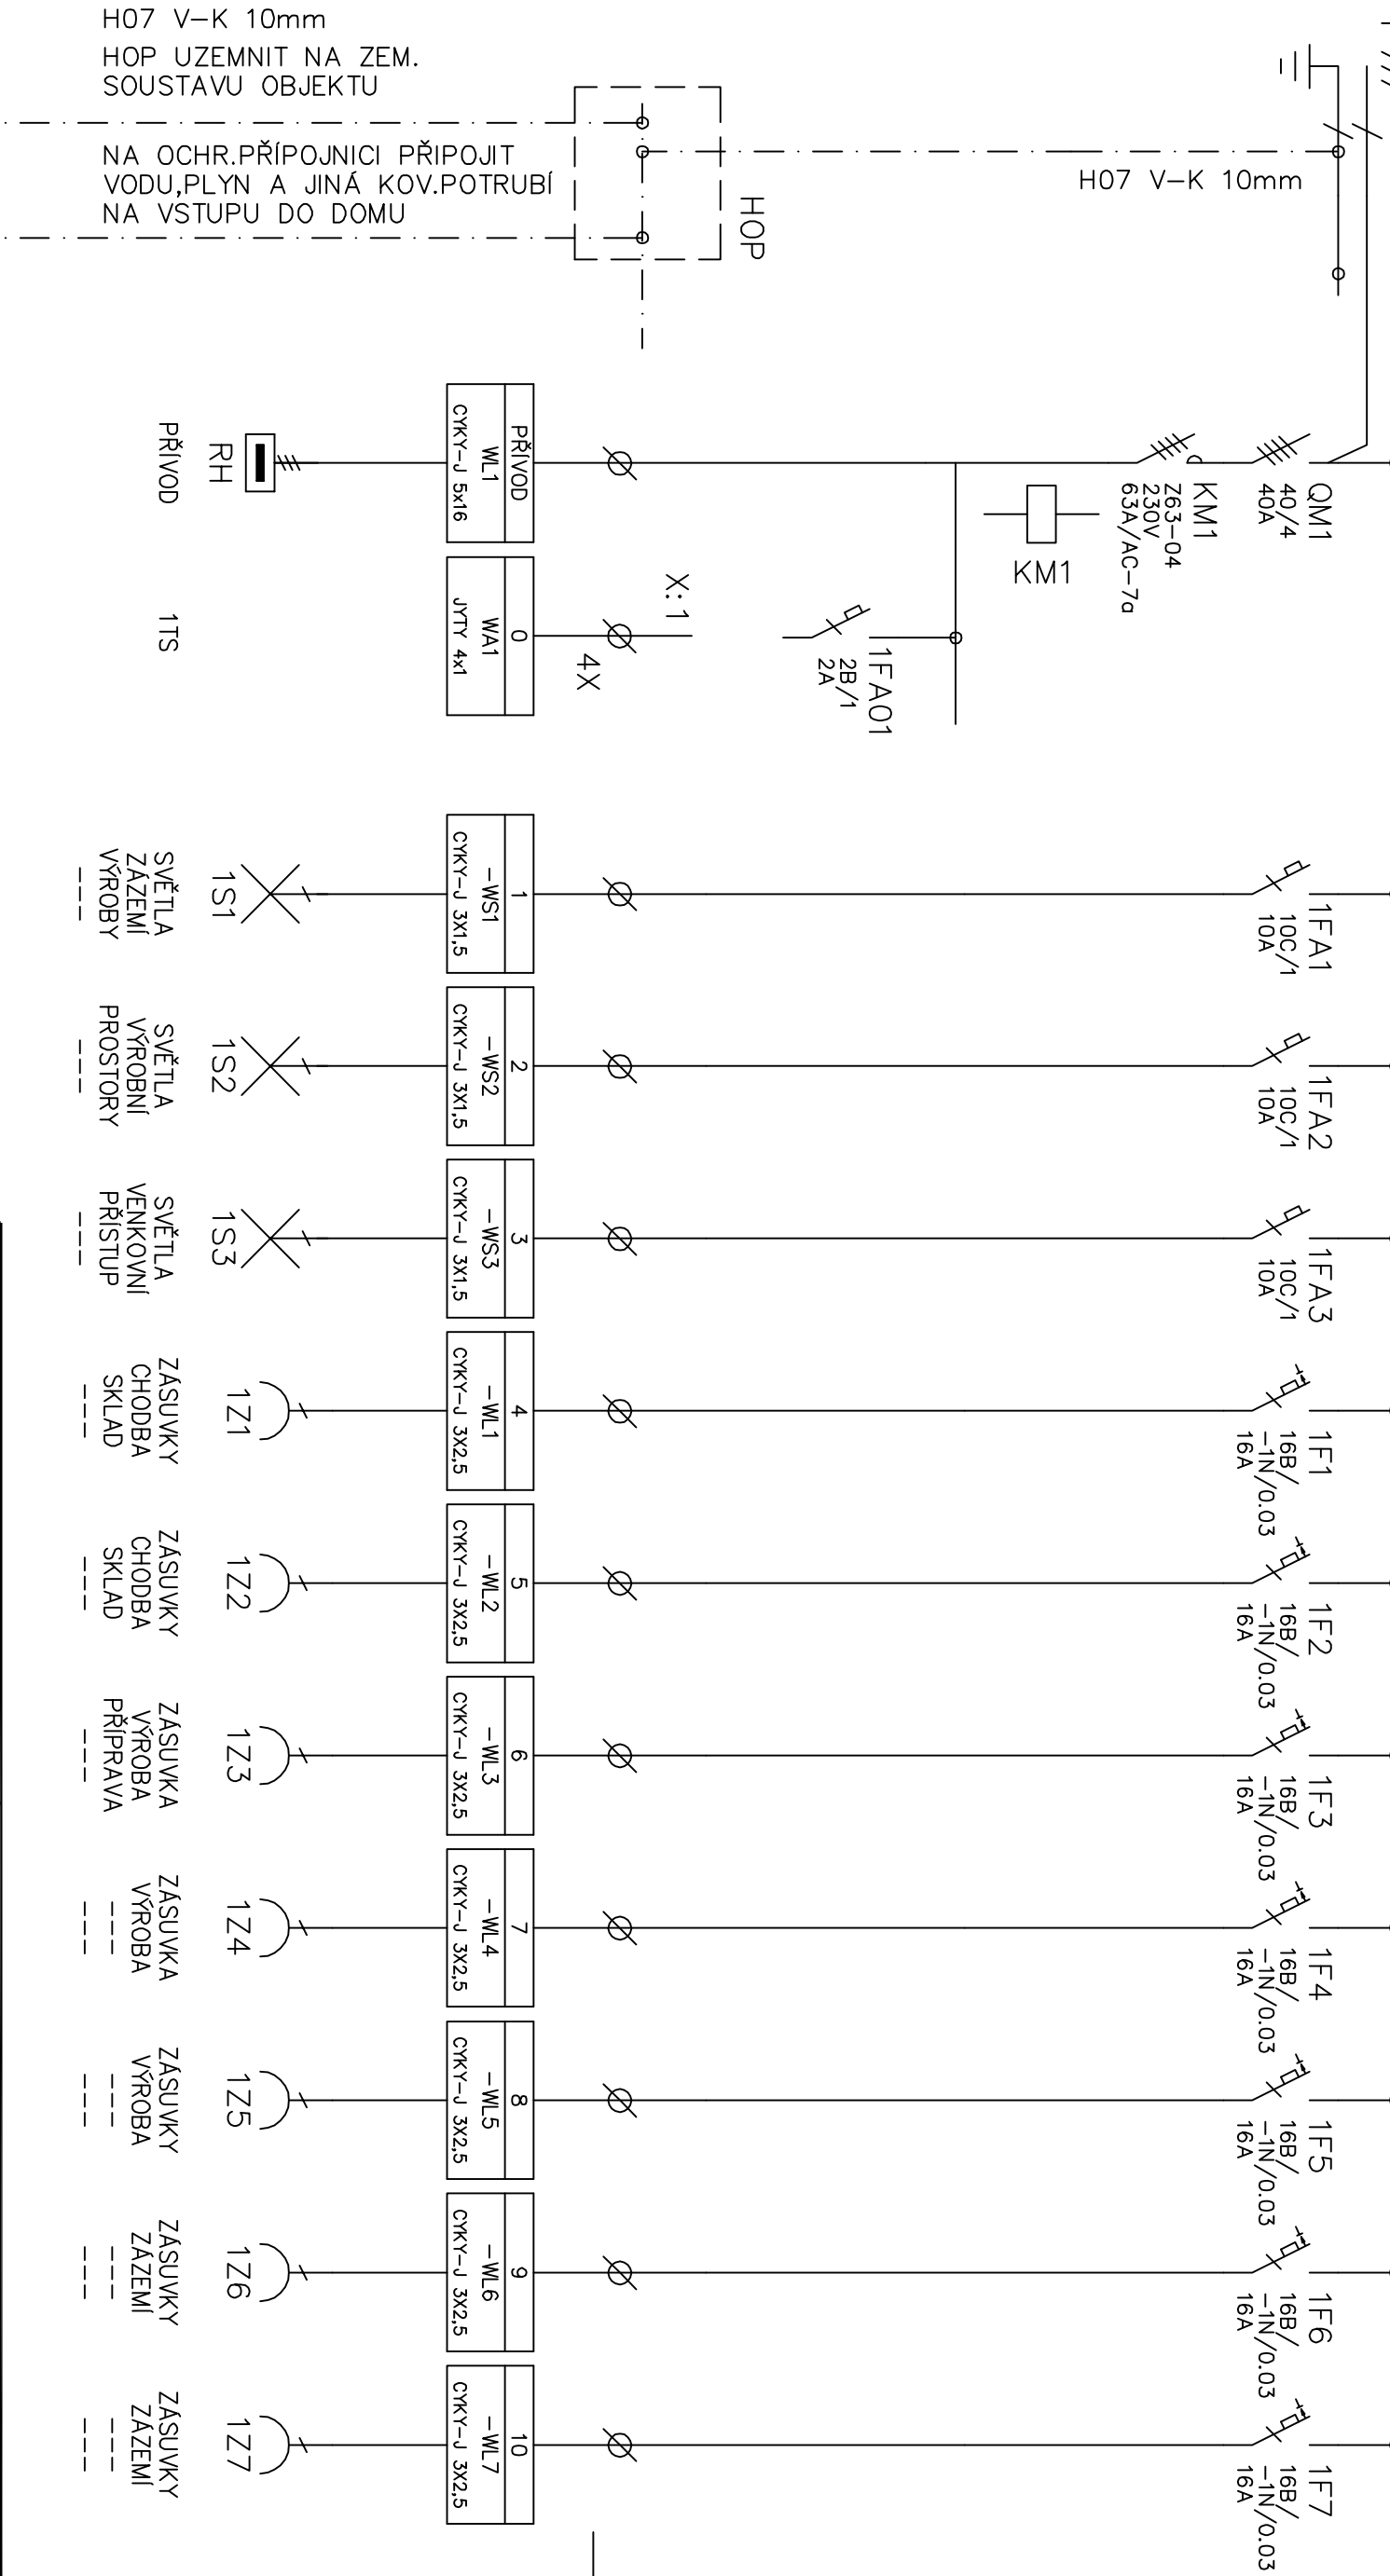 H07 V-K 10mm
HOP UZEMNIT NA ZEM.
SOUSTAVU OBJEKTU
NA OCHR.PŘÍPOJNICI PŘIPOJIT
VODU,PLYN A JINÁ KOV.POTRUBÍ
NA VSTUPU DO DOMU
HOP
H07 V-K 10mm
QM1
40/4
40A
KM1
Z63-04
230V
63A/AC-7a
KM1
PŘÍVOD
WL1
CYKY-J 5x16
RH
PŘÍVOD
1FA01
2B/1
2A
X:1
4X
0
WA1
JYTY 4x1
1TS
1FA1
10C/1
10A
1
-WS1
CYKY-J 3X1,5
1S1
SVĚTLA
ZÁZEMÍ
VÝROBY
---
1FA2
10C/1
10A
2
-WS2
CYKY-J 3X1,5
1S2
SVĚTLA
VÝROBNÍ
PROSTORY
---
1FA3
10C/1
10A
3
-WS3
CYKY-J 3X1,5
1S3
SVĚTLA
VENKOVNÍ
PŘÍSTUP
---
1F1
16B/
-1N/0.03
16A
4
-WL1
CYKY-J 3X2,5
1Z1
ZÁSUVKY
CHODBA
SKLAD
---
1F2
16B/
-1N/0.03
16A
5
-WL2
CYKY-J 3X2,5
1Z2
ZÁSUVKY
CHODBA
SKLAD
---
1F3
16B/
-1N/0.03
16A
6
-WL3
CYKY-J 3X2,5
1Z3
ZÁSUVKA
VÝROBA
PŘÍPRAVA
---
1F4
16B/
-1N/0.03
16A
7
-WL4
CYKY-J 3X2,5
1Z4
ZÁSUVKA
VÝROBA
---
---
1F5
16B/
-1N/0.03
16A
8
-WL5
CYKY-J 3X2,5
1Z5
ZÁSUVKY
VÝROBA
---
---
1F6
16B/
-1N/0.03
16A
9
-WL6
CYKY-J 3X2,5
1Z6
ZÁSUVKY
ZÁZEMÍ
---
---
1F7
16B/
-1N/0.03
16A
10
-WL7
CYKY-J 3X2,5
1Z7
ZÁSUVKY
ZÁZEMÍ
---
---